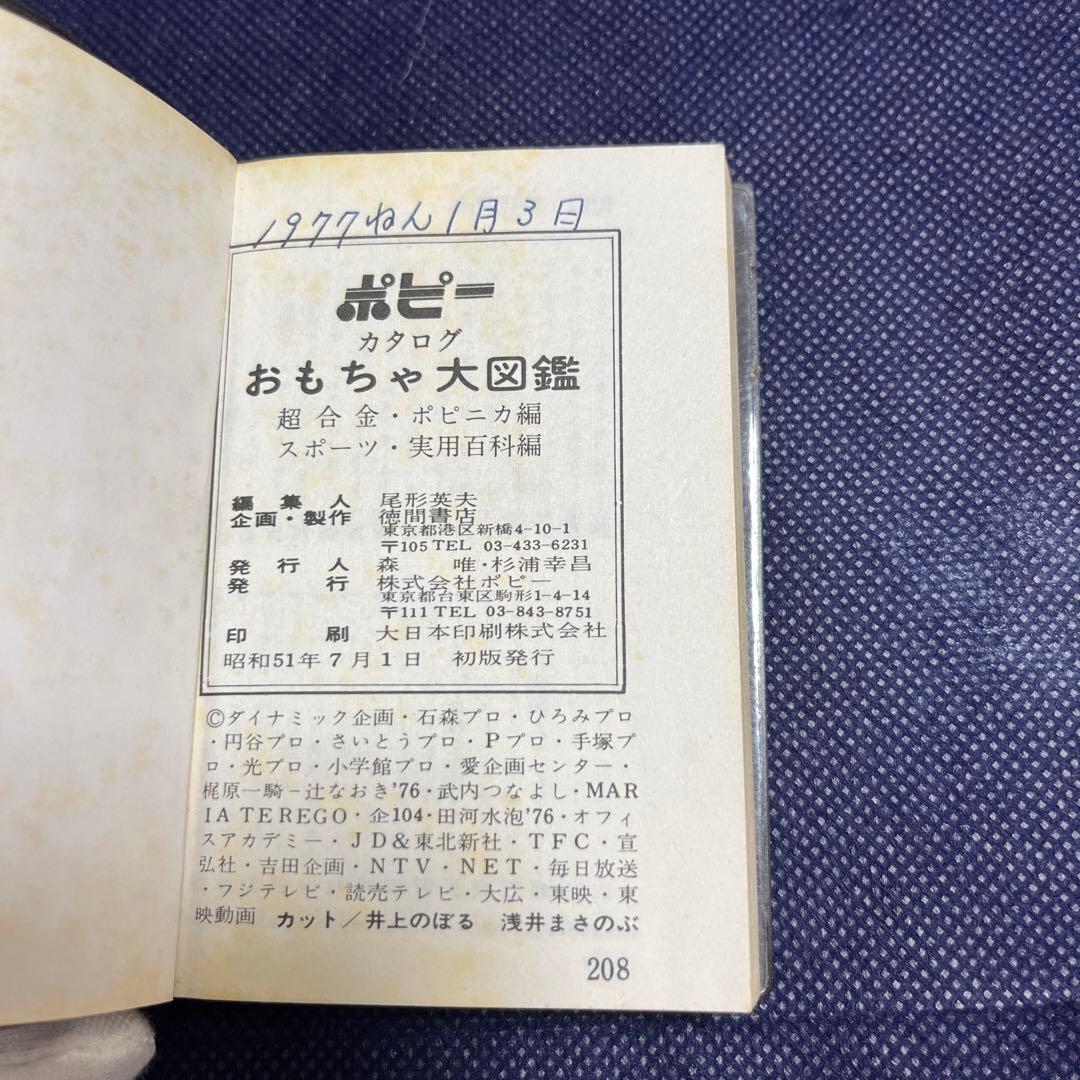 1977ねん1月3日
ポピー
カタログ
おもちゃ大図鑑
超合金・ポピニカ編
スポーツ・実用百科編
編集人 尾形英夫
企画・製作 徳間書店
東京都港区新橋4-10-1
〒105 TEL 03-433-6231
発行人 森 唯・杉浦幸昌
発行 株式会社ポピー
東京都台東区駒形1-4-14
〒111 TEL 03-843-8751
印刷 大日本印刷株式会社
昭和51年7月1日 初版発行
©ダイナミック企画・石森プロ・ひろみプロ
・円谷プロ・さいとうプロ・Pプロ・手塚プ
ロ・光プロ・小学館プロ・愛企画センター・
梶原一騎-辻なおき'76・武内つなよし・MAR
IA TEREGO・企104・田河水泡'76・オフィ
スアカデミー・JD&東北新社・TFC・宣
弘社・吉田企画・NTV・NET・毎日放送
・フジテレビ・読売テレビ・大広・東映・東
映動画 カット/井上のぼる 浅井まさのぶ
208